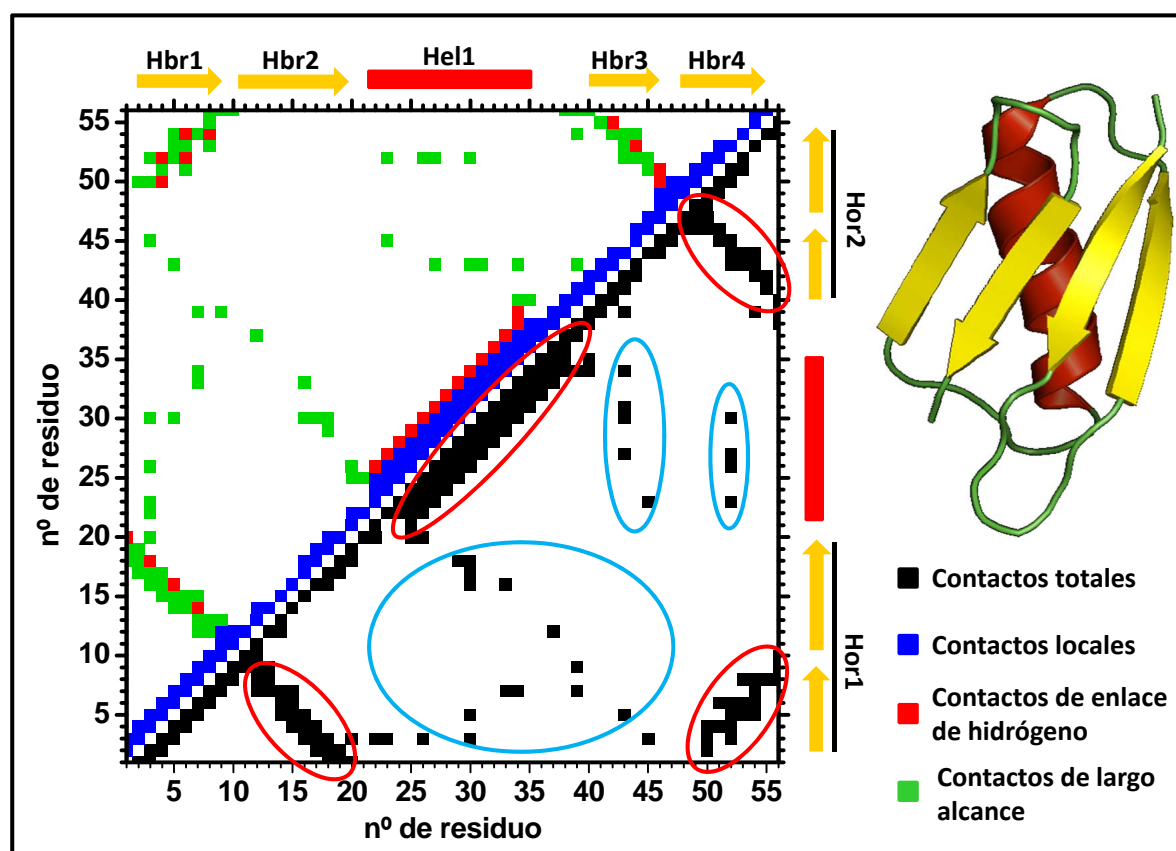 Hbr1 Hbr2 Hel1 Hbr3 Hbr4
55
50
45
40
35
30
25
20
15
10
5
5 10 15 20 25 30 35 40 45 50 55
nº de residuo
nº de residuo
Hor2
Hor1
Contactos totales
Contactos locales
Contactos de enlace
de hidrógeno
Contactos de largo
alcance